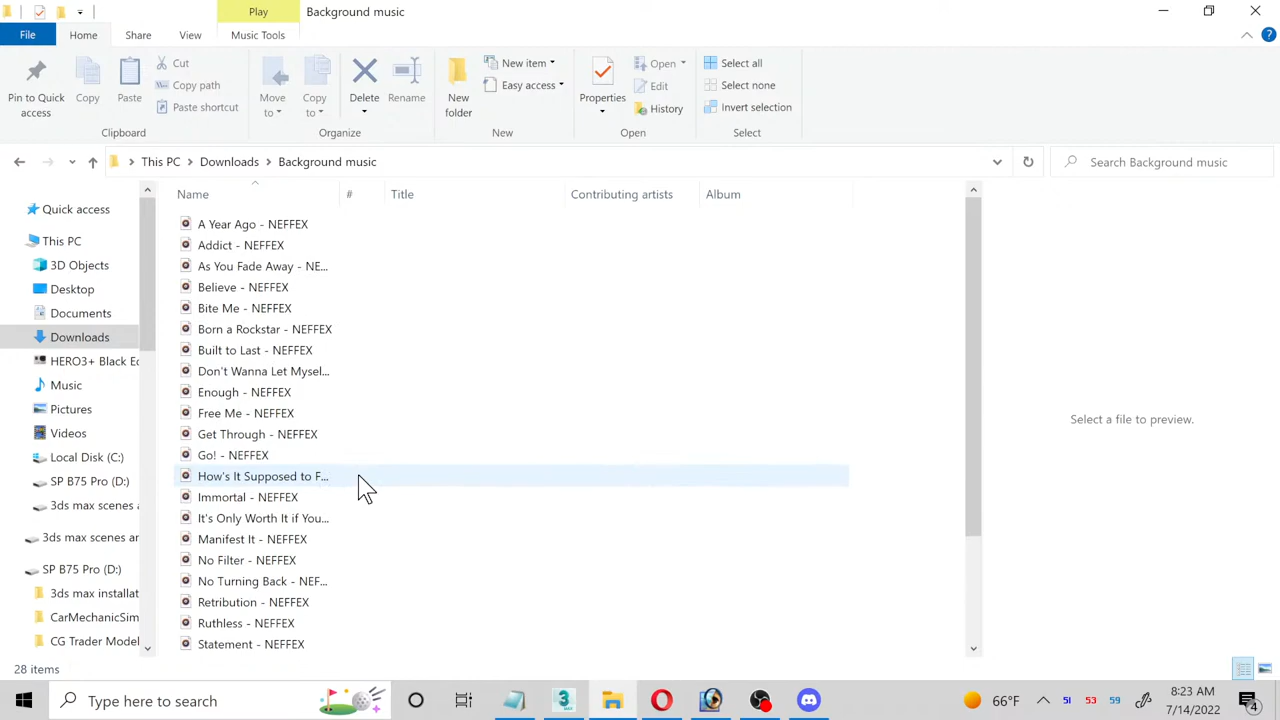 Play
Background music
File
Home
Share
View
Music Tools
Pin to Quick access
Copy
Paste
Cut
Copy path
Paste shortcut
Clipboard
Move to
Copy to
Delete
Rename
Organize
New folder
New item
Easy access
New
Properties
Open
Edit
History
Open
Select all
Select none
Invert selection
Select
This PC > Downloads > Background music
Search Background music
Name
#
Title
Contributing artists
Album
Quick access
This PC
3D Objects
Desktop
Documents
Downloads
HERO3+ Black Ec
Music
Pictures
Videos
Local Disk (C:)
SP B75 Pro (D:)
3ds max scenes a
3ds max scenes ar
SP B75 Pro (D:)
3ds max installat
CarMechanicSim
CG Trader Model
A Year Ago - NEFFEX
Addict - NEFFEX
As You Fade Away - NE...
Believe - NEFFEX
Bite Me - NEFFEX
Born a Rockstar - NEFFEX
Built to Last - NEFFEX
Don't Wanna Let Mysel...
Enough - NEFFEX
Free Me - NEFFEX
Get Through - NEFFEX
Go! - NEFFEX
How's It Supposed to F...
Immortal - NEFFEX
It's Only Worth It if You...
Manifest It - NEFFEX
No Filter - NEFFEX
No Turning Back - NEF...
Retribution - NEFFEX
Ruthless - NEFFEX
Statement - NEFFEX
Select a file to preview.
28 items
Type here to search
3
66°F
51
53
59
8:23 AM
7/14/2022
4